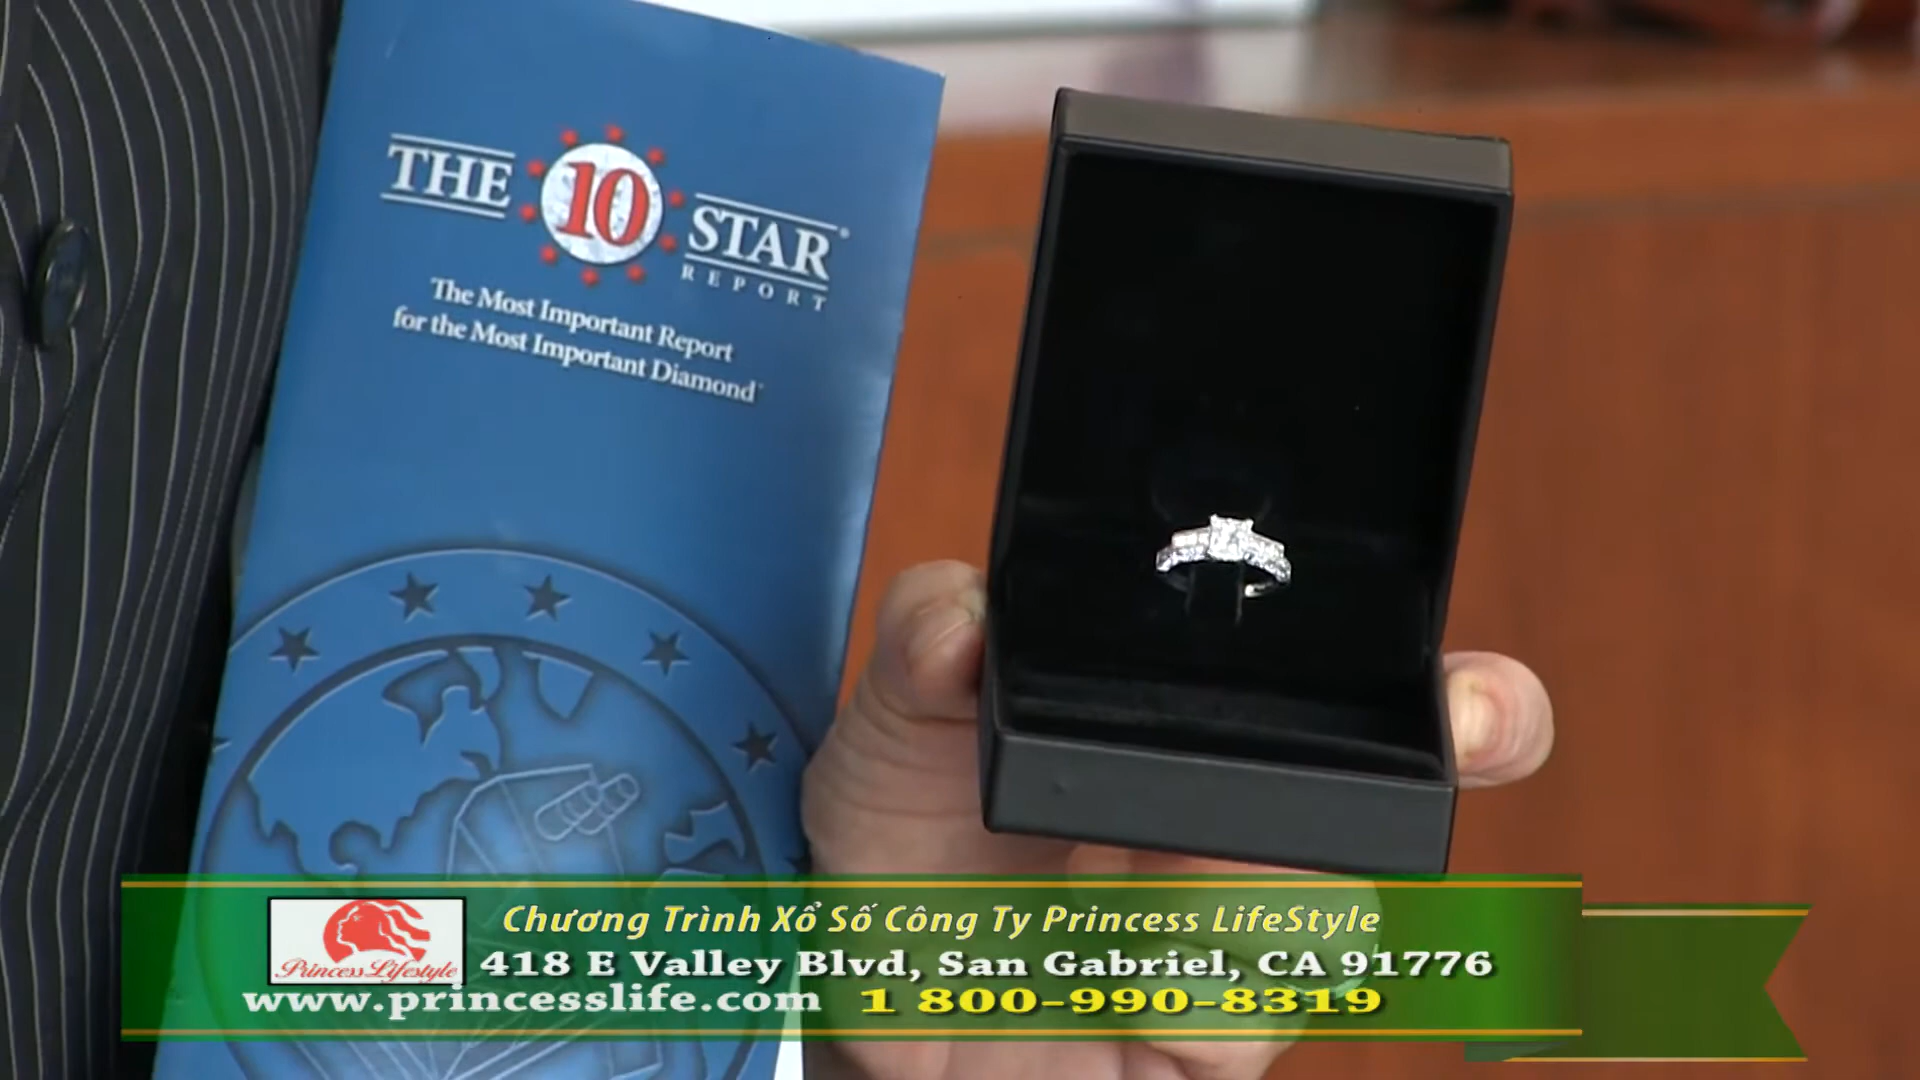 THE 10 STAR®
REPORT
The Most Important Report
for the Most Important Diamond
Princess Lifestyle
Chương Trình Xổ Số Công Ty Princess LifeStyle
418 E Valley Blvd, San Gabriel, CA 91776
www.princesslife.com 1 800-990-8319